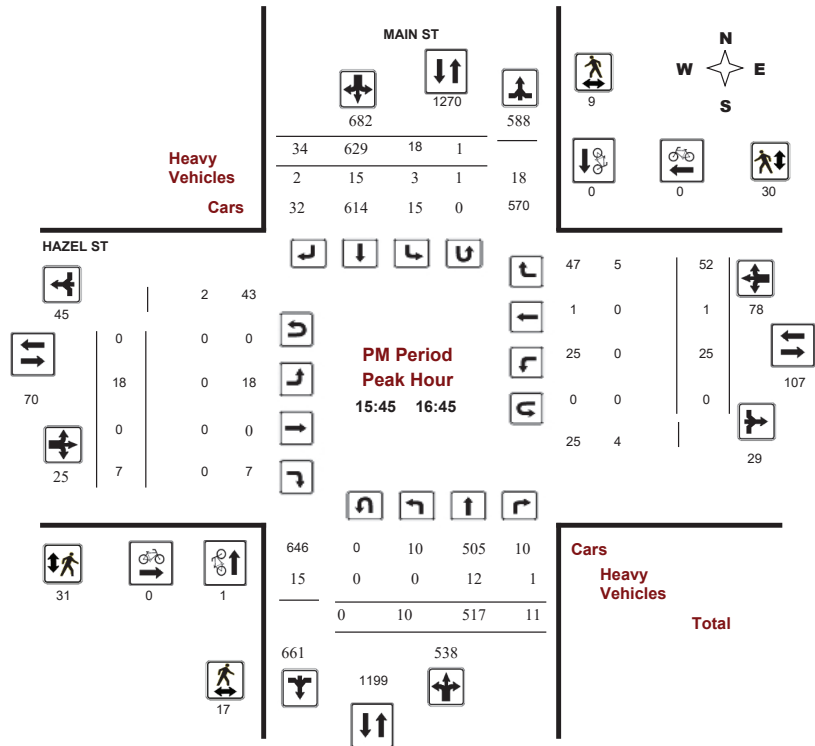 MAIN ST
N
W E
S
1270
9
682 588
34 629 18 1
Heavy
Vehicles
2 15 3 1 18
Cars 32 614 15 0 570
0 0 30
HAZEL ST
45
2 43
0 0 0
70
18 0 18
0 0 0
25
7 0 7
PM Period
Peak Hour
15:45 16:45
47 5 52
78
1 0 1
25 0 25
107
0 0 0
25 4
29
31 0 1
17
646 0 10 505 10
15 0 0 12 1
0 10 517 11
661 538
1199
Cars
Heavy
Vehicles
Total